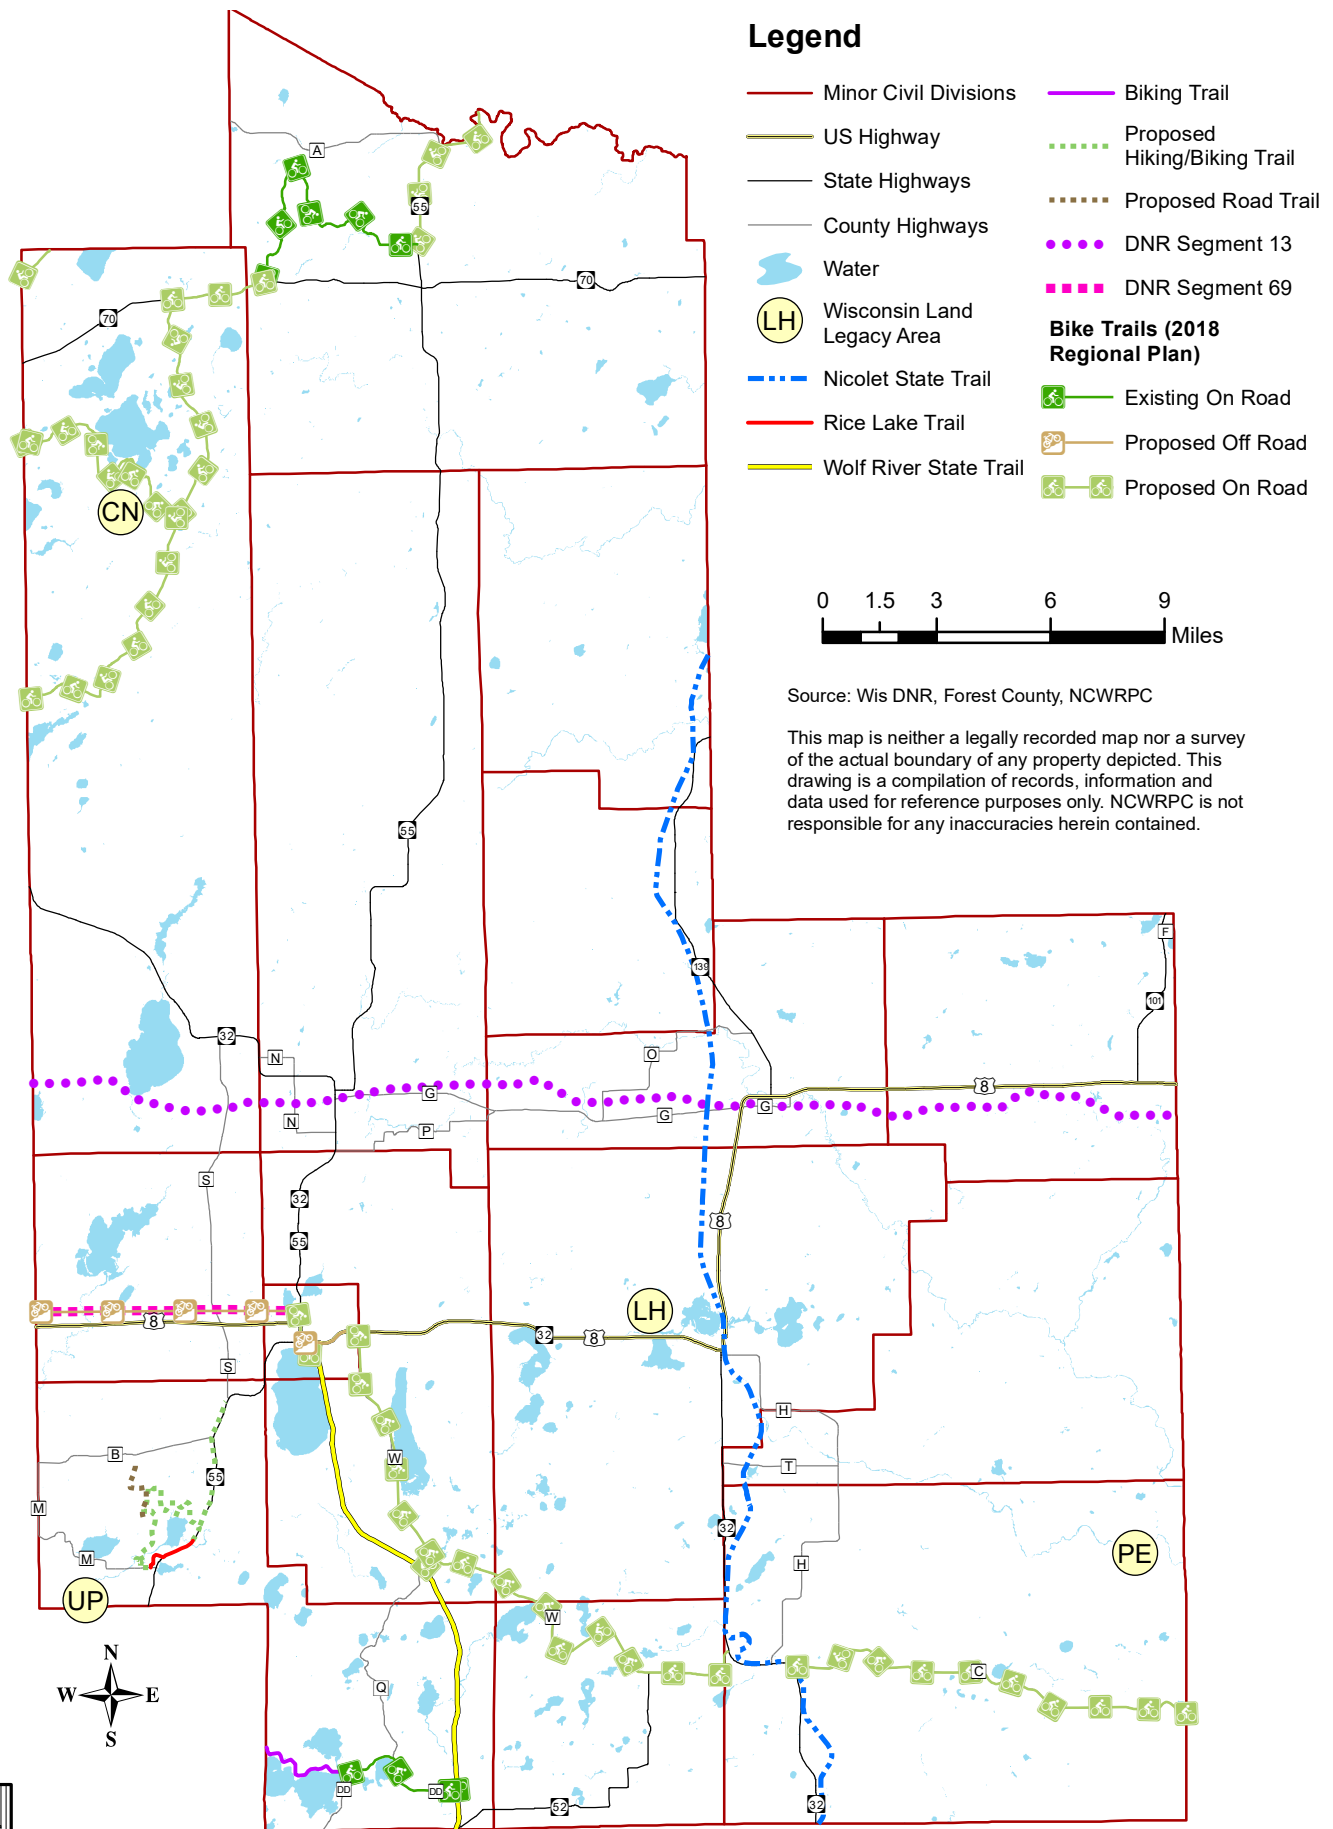 Legend
Minor Civil Divisions
US Highway
State Highways
County Highways
Water
LH
Wisconsin Land
Legacy Area
Nicolet State Trail
Rice Lake Trail
Wolf River State Trail
Biking Trail
Proposed
Hiking/Biking Trail
Proposed Road Trail
DNR Segment 13
DNR Segment 69
Bike Trails (2018
Regional Plan)
Existing On Road
Proposed Off Road
Proposed On Road
0 1.5 3 6 9
Miles
Source: Wis DNR, Forest County, NCWRPC
This map is neither a legally recorded map nor a survey
of the actual boundary of any property depicted. This
drawing is a compilation of records, information and
data used for reference purposes only. NCWRPC is not
responsible for any inaccuracies herein contained.
A
55
70
70
CN
55
139
F
101
32
N
O
8
G
N
G
G
P
S
32
8
55
LH
8
32
8
S
H
B
W
T
55
M
32
M
H
PE
UP
W
N
W E
S
C
Q
DD
DD
52
32